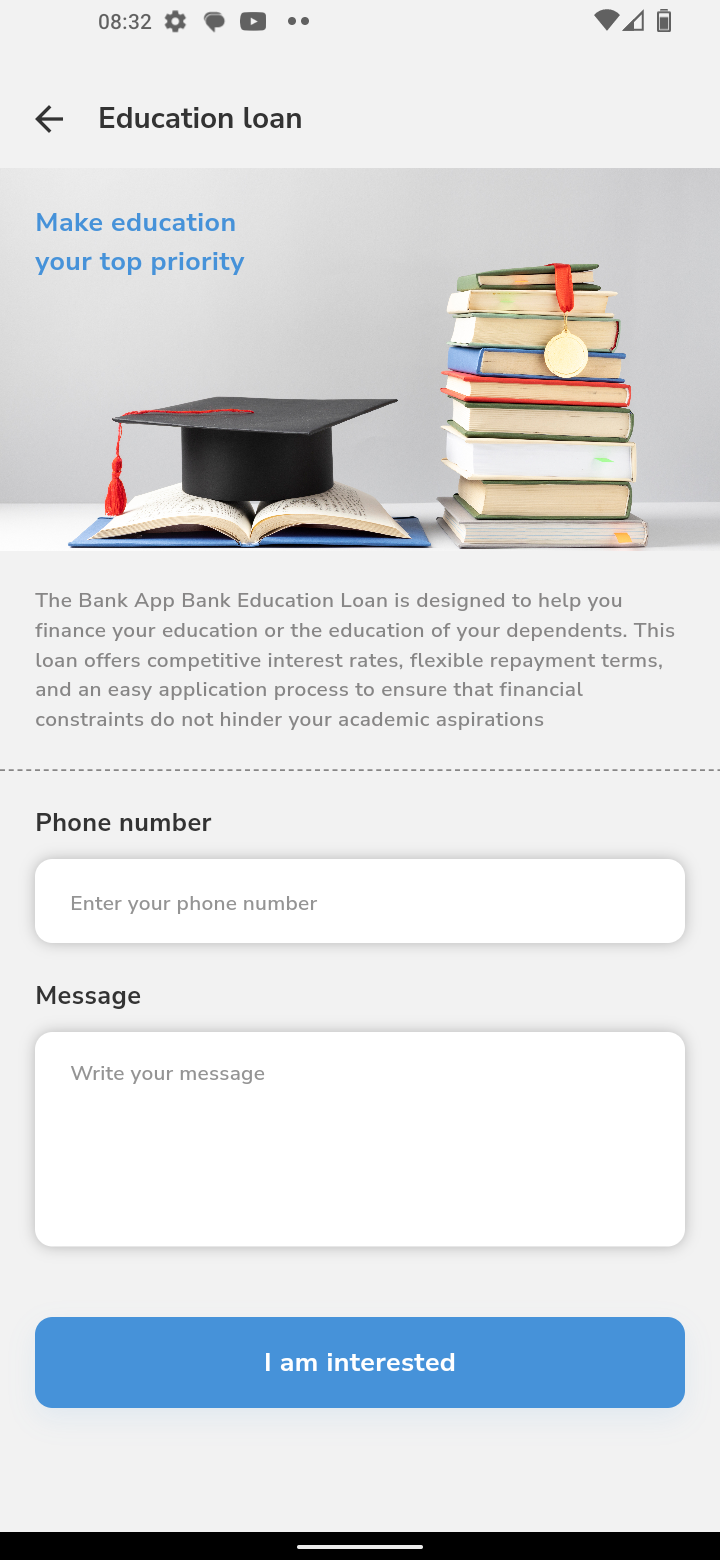 08:32
Education loan
Make education
your top priority
The Bank App Bank Education Loan is designed to help you
finance your education or the education of your dependents. This
loan offers competitive interest rates, flexible repayment terms,
and an easy application process to ensure that financial
constraints do not hinder your academic aspirations
Phone number
Enter your phone number
Message
Write your message
I am interested